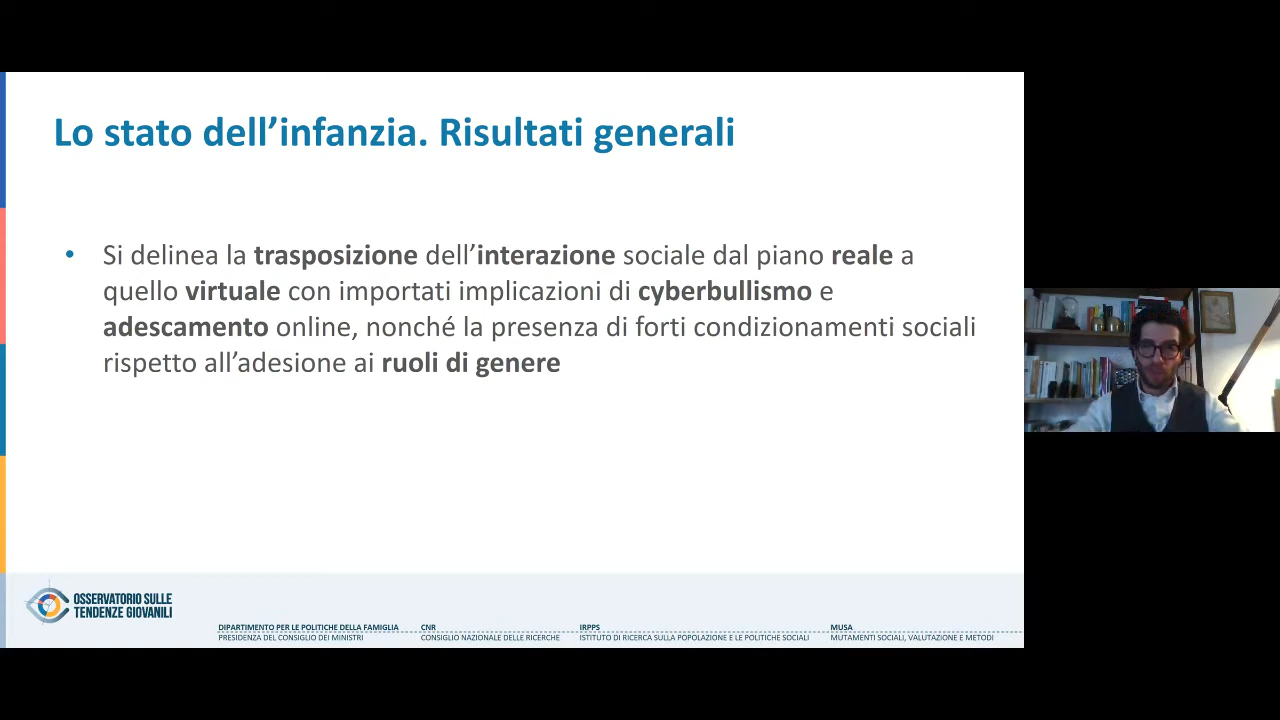 Lo stato dell’infanzia. Risultati generali
• Si delinea la trasposizione dell’interazione sociale dal piano reale a
quello virtuale con importati implicazioni di cyberbullismo e
adescamento online, nonché la presenza di forti condizionamenti sociali
rispetto all’adesione ai ruoli di genere
OSSERVATORIO SULLE
TENDENZE GIOVANILI
DIPARTIMENTO PER LE POLITICHE DELLA FAMIGLIA
PRESIDENZA DEL CONSIGLIO DEI MINISTRI
CNR
CONSIGLIO NAZIONALE DELLE RICERCHE
IRPPS
ISTITUTO DI RICERCA SULLA POPOLAZIONE E LE POLITICHE SOCIALI
MUSA
MUTAMENTI SOCIALI, VALUTAZIONE E METODI